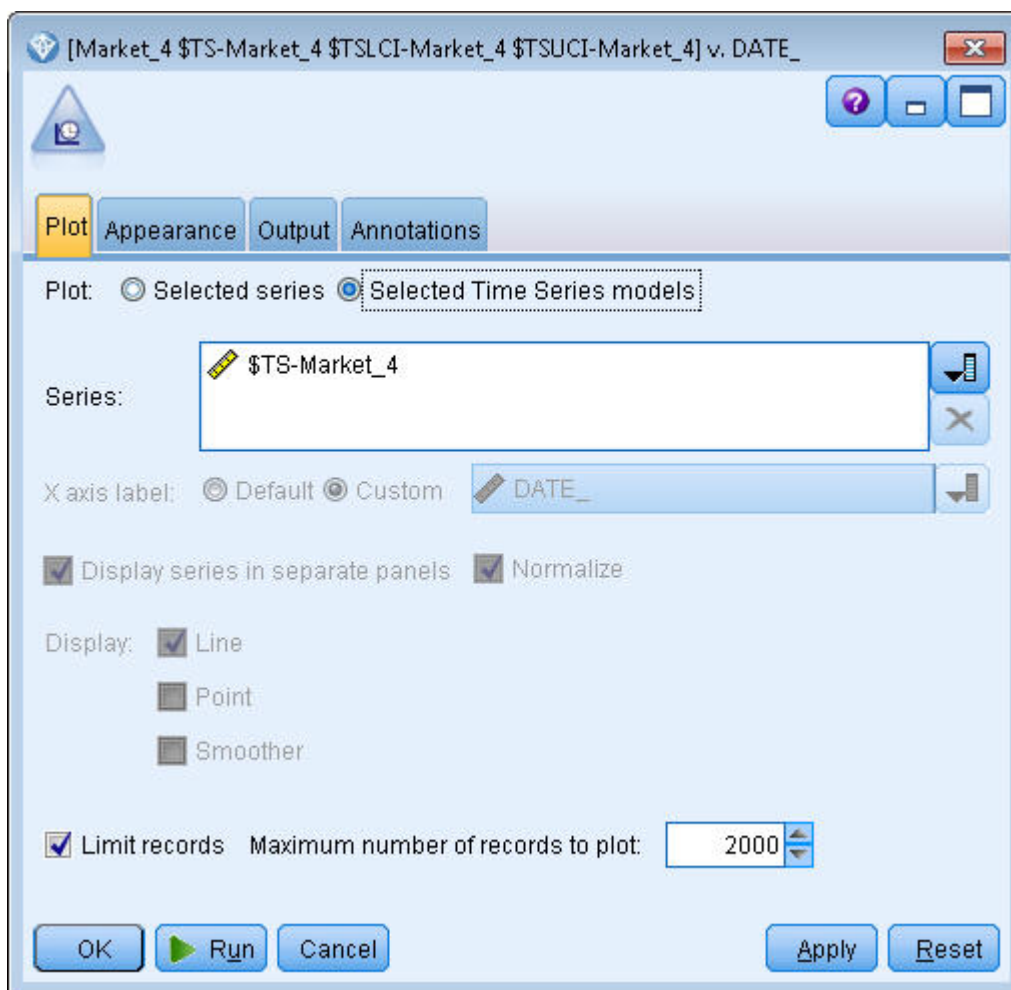 [Market_4 $TS-Market_4 $TSLCI-Market_4 $TSUCI-Market_4] v. DATE_
Plot Appearance Output Annotations
Plot: Selected series Selected Time Series models
Series: $TS-Market_4
X axis label: Default Custom DATE_
Display series in separate panels Normalize
Display: Line
Point
Smoother
Limit records Maximum number of records to plot: 2000
OK Run Cancel Apply Reset